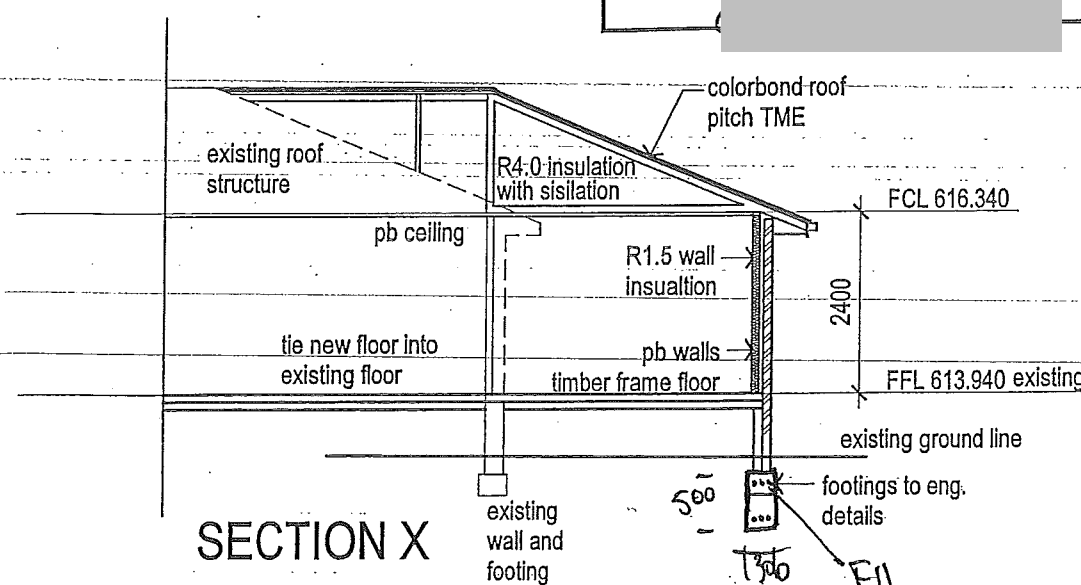 colorbond roof
pitch TME
existing roof
structure
R4.0 insulation
with sisilation
FCL 616.340
pb ceiling
R1.5 wall
insualtion
2400
tie new floor into
existing floor
pb walls
timber frame floor
FFL 613.940 existing
existing ground line
500
footings to eng.
details
SECTION X
existing
wall and
footing
300